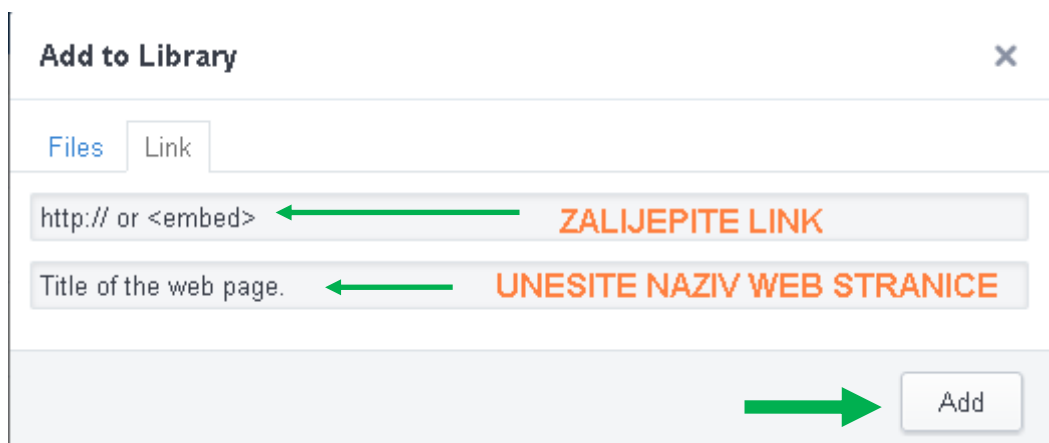 Add to Library ×
Files Link
http:// or <embed> ZALIJEPITE LINK
Title of the web page. UNESITE NAZIV WEB STRANICE
Add